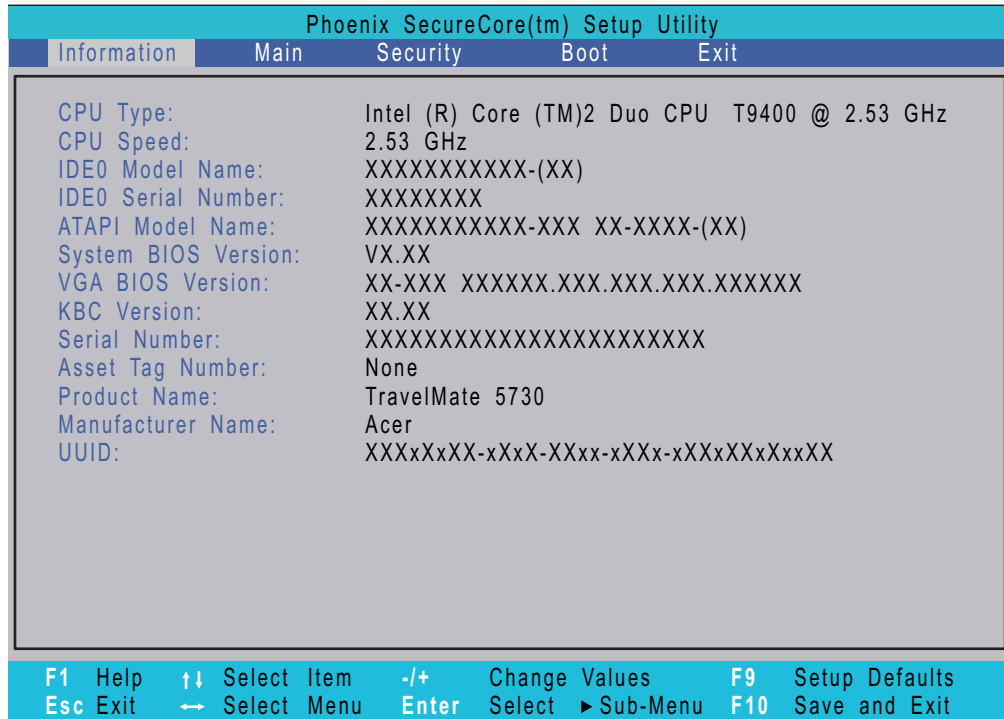 Phoenix SecureCore(tm) Setup Utility
Information Main Security Boot Exit
CPU Type: Intel (R) Core (TM)2 Duo CPU T9400 @ 2.53 GHz
CPU Speed: 2.53 GHz
IDE0 Model Name: XXXXXXXXXXX-(XX)
IDE0 Serial Number: XXXXXXXX
ATAPI Model Name: XXXXXXXXXXX-XXX XX-XXXX-(XX)
System BIOS Version: VX.XX
VGA BIOS Version: XX-XXX XXXXXX.XXX.XXX.XXX.XXXXXX
KBC Version: XX.XX
Serial Number: XXXXXXXXXXXXXXXXXXXXXXX
Asset Tag Number: None
Product Name: TravelMate 5730
Manufacturer Name: Acer
UUID: XXXxXxXX-xXxX-XXxx-xXXx-xXXxXXxXxxXX
F1 Help ↑↓ Select Item -/+ Change Values F9 Setup Defaults
Esc Exit ↔ Select Menu Enter Select ▶ Sub-Menu F10 Save and Exit